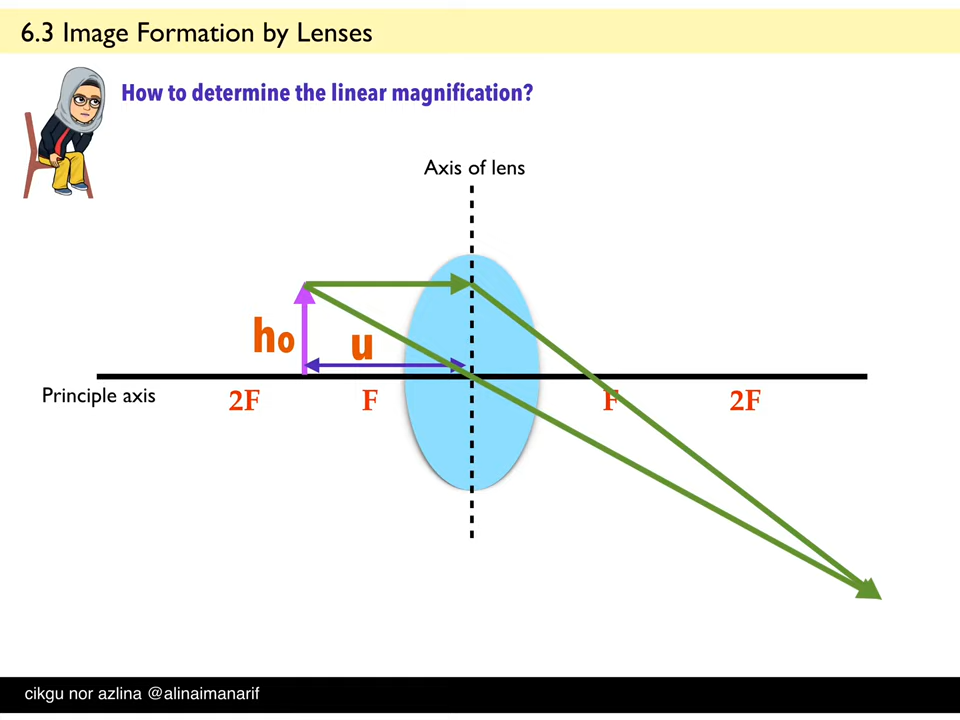 6.3 Image Formation by Lenses
How to determine the linear magnification?
Axis of lens
ho
u
Principle axis
2F
F
F
2F
cikgu nor azlina @alinaimanarif